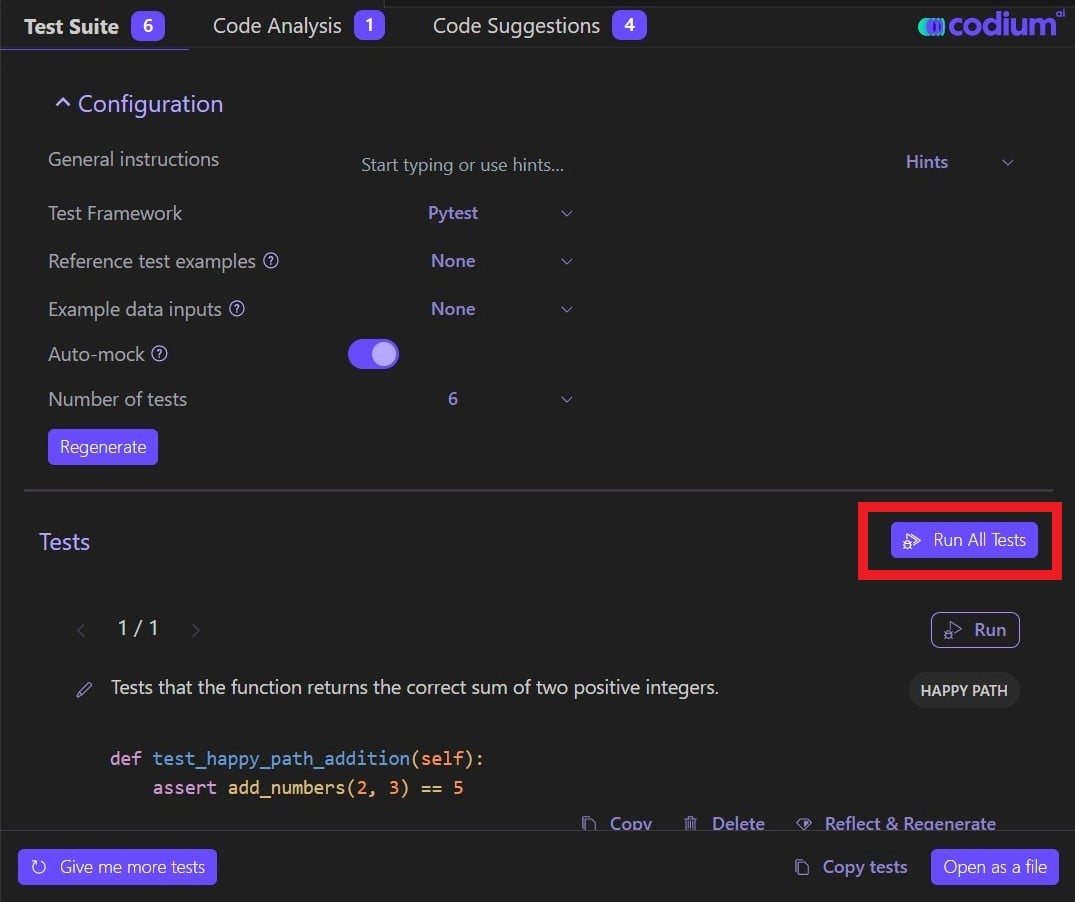 Test Suite 6 Code Analysis 1 Code Suggestions 4 codium ai
Configuration
General instructions Start typing or use hints... Hints
Test Framework Pytest
Reference test examples ? None
Example data inputs ? None
Auto-mock ?
Number of tests 6
Regenerate
Tests Run All Tests
1 / 1 Run
Tests that the function returns the correct sum of two positive integers. HAPPY PATH
def test_happy_path_addition(self):
assert add_numbers(2, 3) == 5
Copy Delete Reflect & Regenerate
Give me more tests Copy tests Open as a file